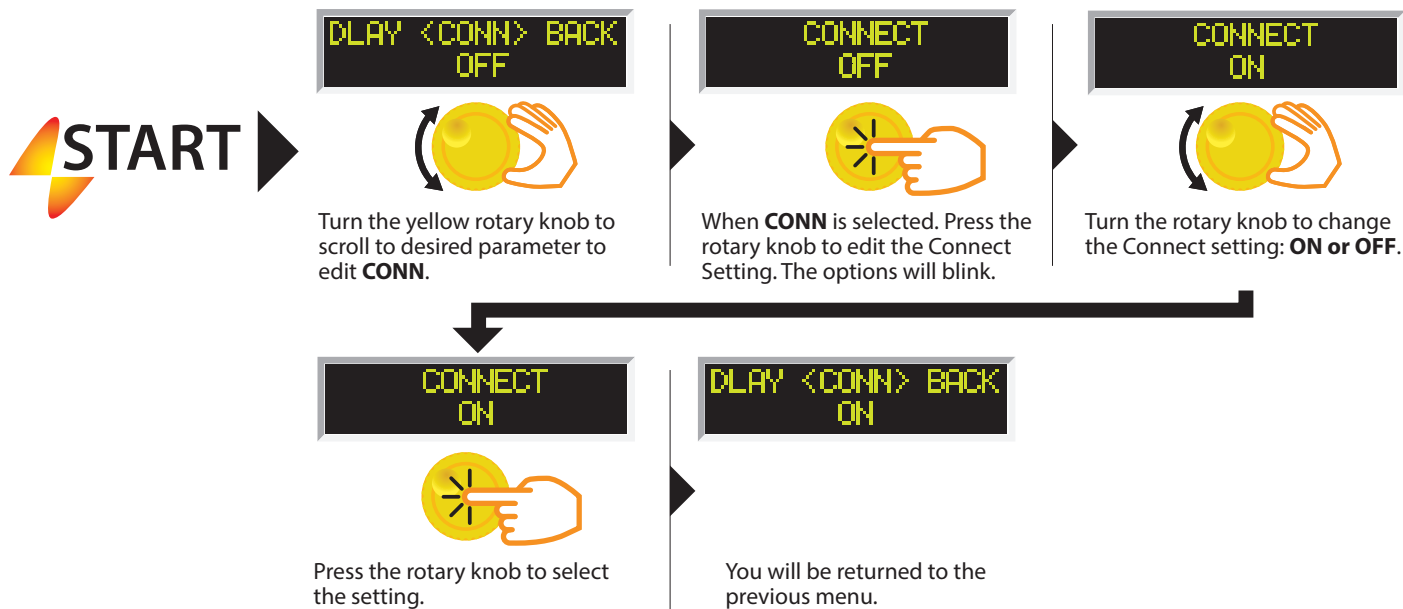 START
DLAY <CONN> BACK
OFF
Turn the yellow rotary knob to
scroll to desired parameter to
edit CONN.
CONNECT
OFF
When CONN is selected. Press the
rotary knob to edit the Connect
Setting. The options will blink.
CONNECT
ON
Turn the rotary knob to change
the Connect setting: ON or OFF.
CONNECT
ON
Press the rotary knob to select
the setting.
DLAY <CONN> BACK
ON
You will be returned to the
previous menu.